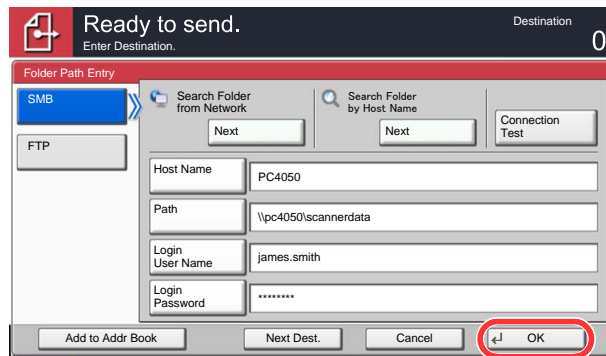 Ready to send.
Destination
Enter Destination.
0
Folder Path Entry
SMB
FTP
Search Folder
from Network
Next
Search Folder
by Host Name
Next
Connection
Test
Host Name
PC4050
Path
\\pc4050\scannerdata
Login
User Name
james.smith
Login
Password
********
Add to Addr Book
Next Dest.
Cancel
OK